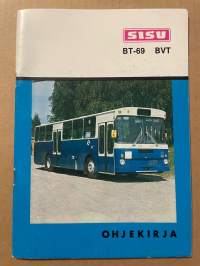 SISU
BT-69 BVT
OHJEKIRJA